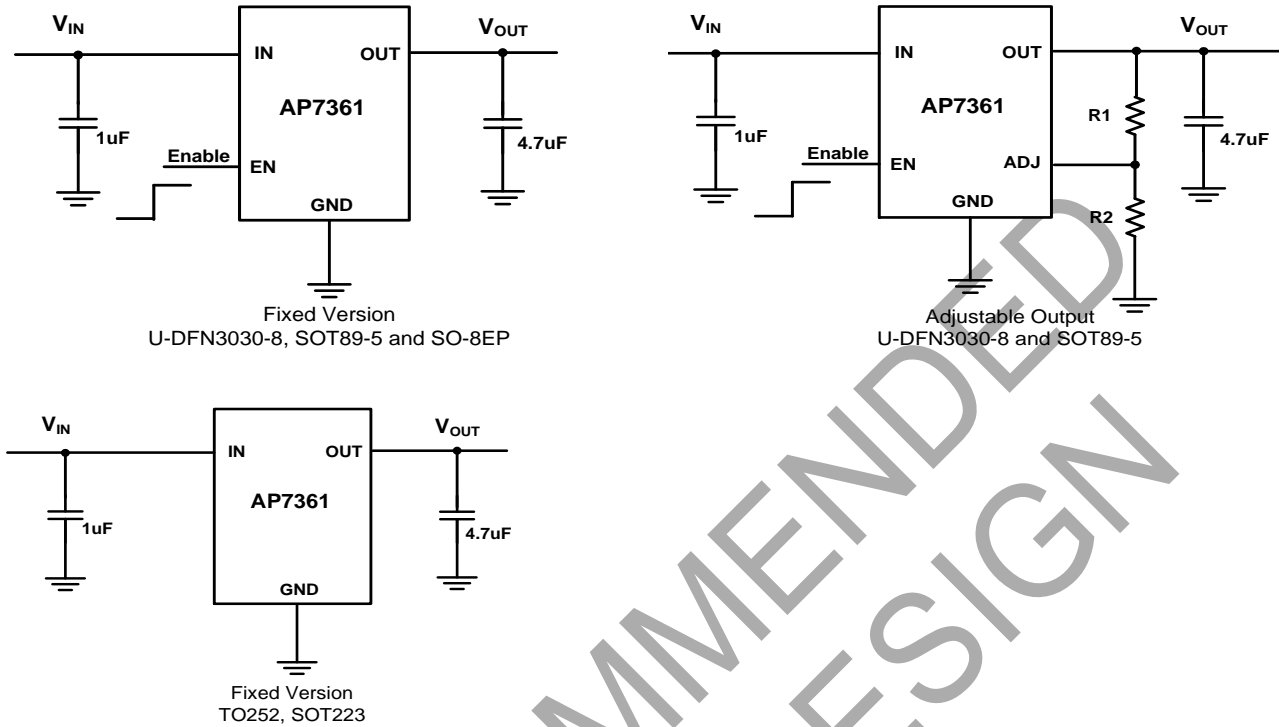 VIN
IN
OUT
VOUT
AP7361
1uF
4.7uF
Enable
EN
GND
Fixed Version
U-DFN3030-8, SOT89-5 and SO-8EP
VIN
IN
OUT
VOUT
AP7361
R1
1uF
4.7uF
Enable
EN
ADJ
GND
R2
Adjustable Output
U-DFN3030-8 and SOT89-5
VIN
IN
OUT
VOUT
AP7361
1uF
4.7uF
GND
Fixed Version
TO252, SOT223
MMENDED
ESIGN